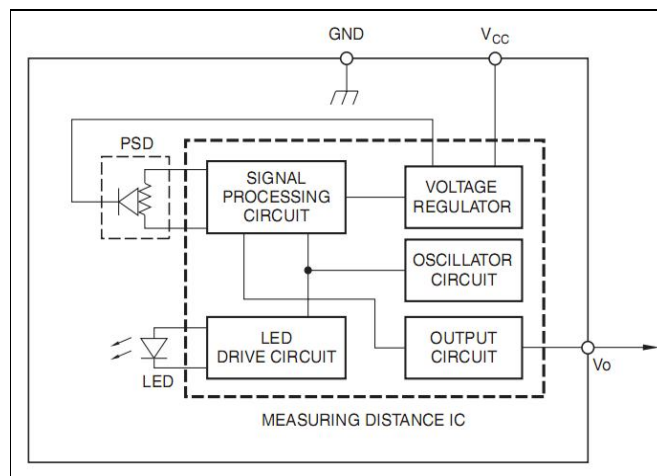 GND
VCC
PSD
SIGNAL
PROCESSING
CIRCUIT
VOLTAGE
REGULATOR
OSCILLATOR
CIRCUIT
LED
DRIVE CIRCUIT
OUTPUT
CIRCUIT
LED
Vo
MEASURING DISTANCE IC